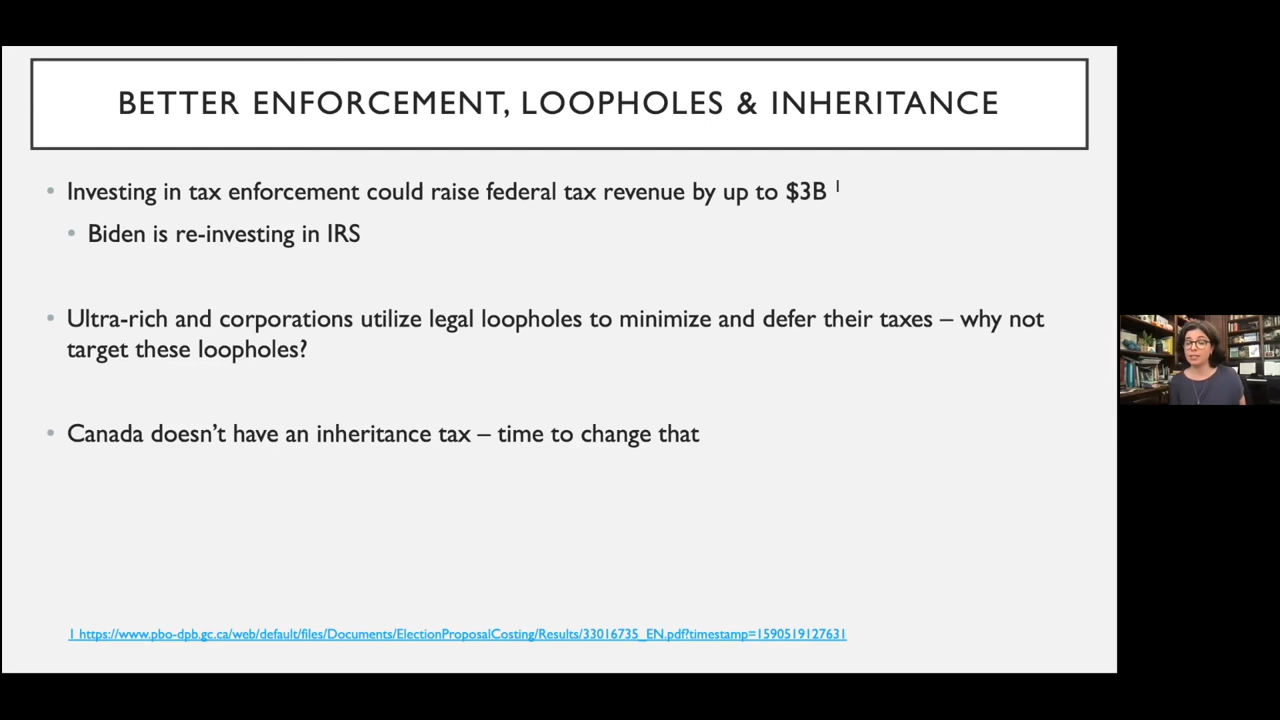 BETTER ENFORCEMENT, LOOPHOLES & INHERITANCE
• Investing in tax enforcement could raise federal tax revenue by up to $3B 1
• Biden is re-investing in IRS
• Ultra-rich and corporations utilize legal loopholes to minimize and defer their taxes – why not
target these loopholes?
• Canada doesn’t have an inheritance tax – time to change that
1 https://www.pbo-dpb.gc.ca/web/default/files/Documents/ElectionProposalCosting/Results/33016735_EN.pdf?timestamp=1590519127631